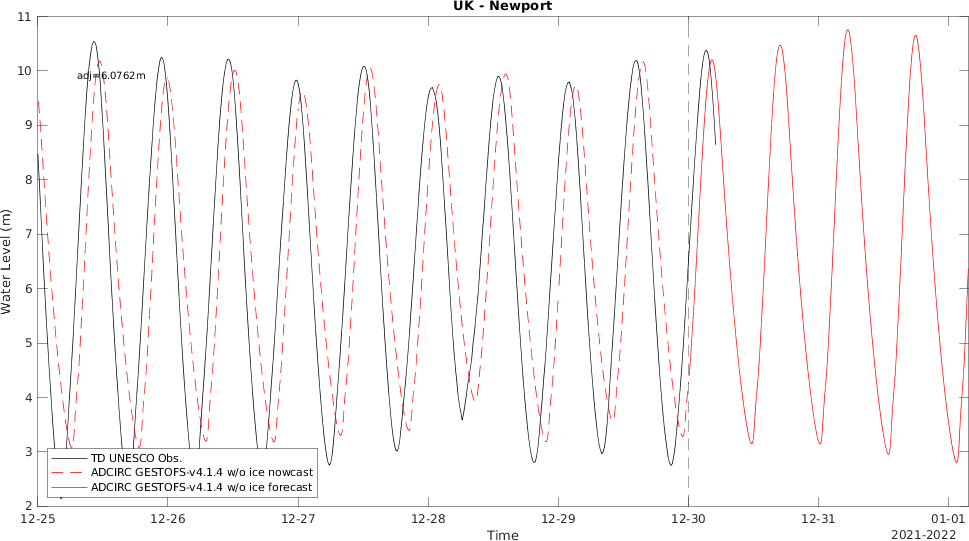 UK - Newport
11
10
9
8
7
6
5
4
3
2
Water Level (m)
adj=6.0762m
TD UNESCO Obs.
ADCIRC GESTOFS-v4.1.4 w/o ice nowcast
ADCIRC GESTOFS-v4.1.4 w/o ice forecast
12-25 12-26 12-27 12-28 12-29 12-30 12-31 01-01
Time
2021-2022